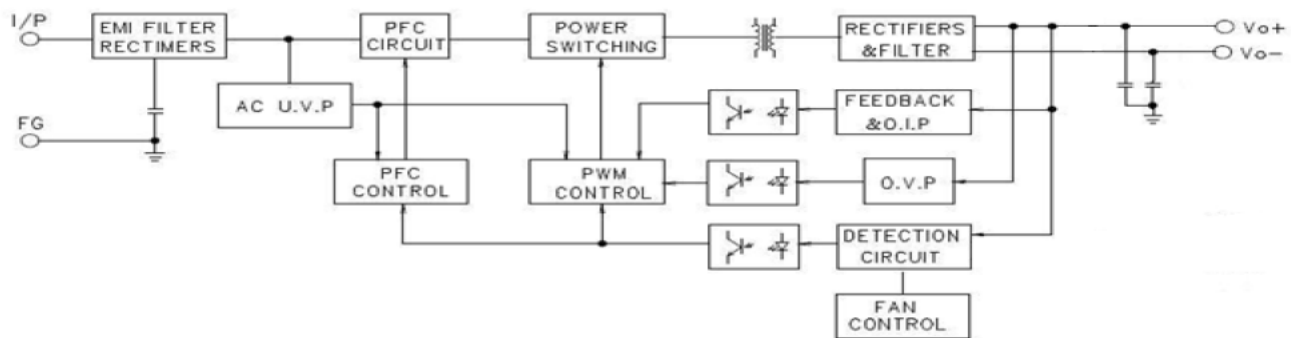 I/P
EMI FILTER
RECTIMERS
PFC
CIRCUIT
POWER
SWITCHING
RECTIFIERS
&FILTER
Vo+
Vo-
AC U.V.P
FEEDBACK
&O.I.P
FG
PFC
CONTROL
PWM
CONTROL
O.V.P
DETECTION
CIRCUIT
FAN
CONTROL